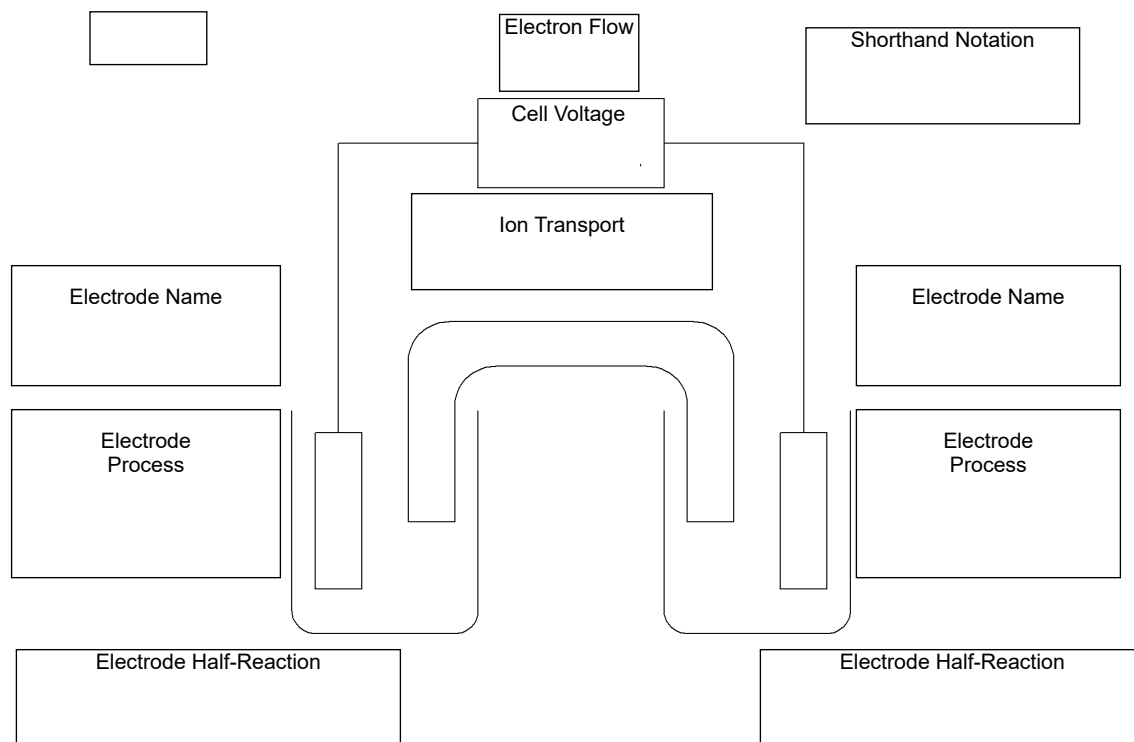 Electron Flow
Shorthand Notation
Cell Voltage
Ion Transport
Electrode Name
Electrode Name
Electrode
Process
Electrode
Process
Electrode Half-Reaction
Electrode Half-Reaction